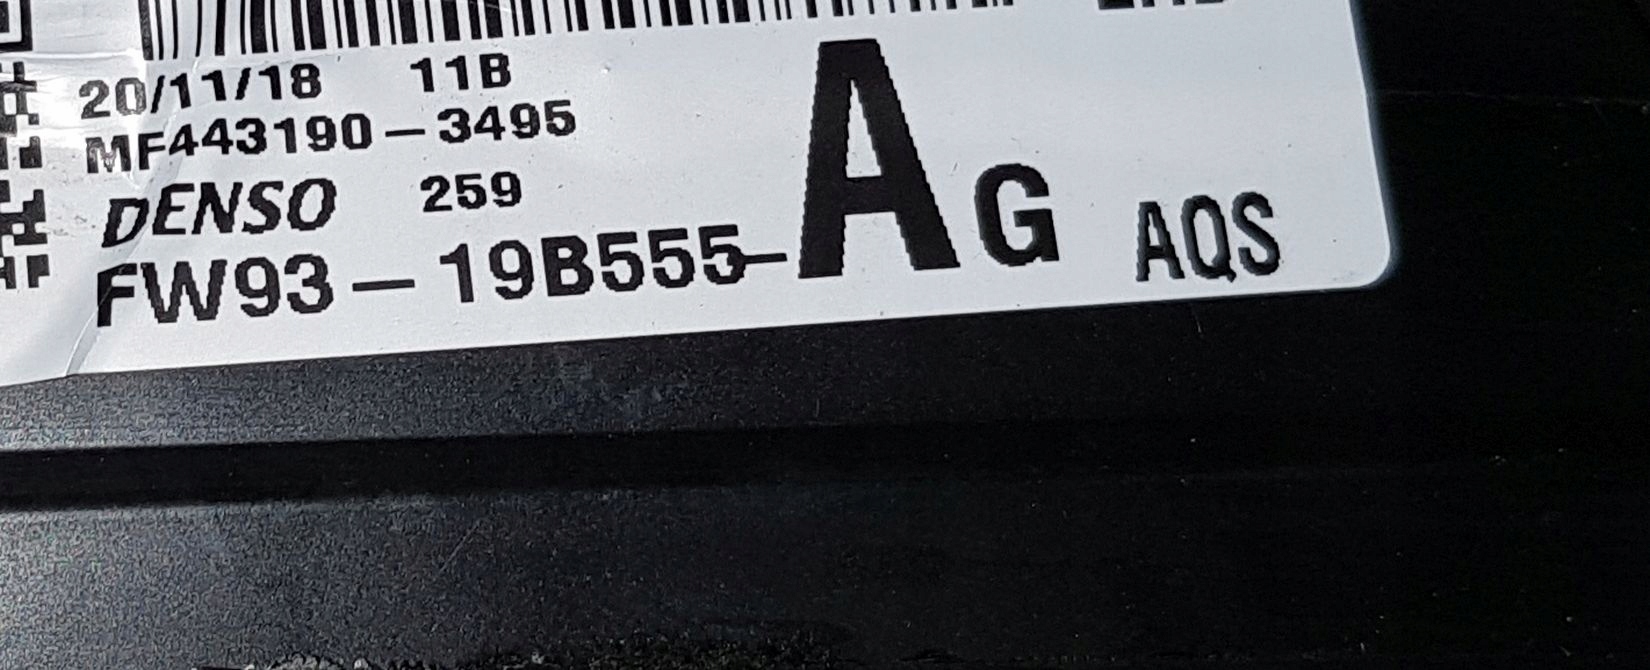 20/11/18 11B
MF443190-3495
DENSO 259
FW93-19B555-AG AQS